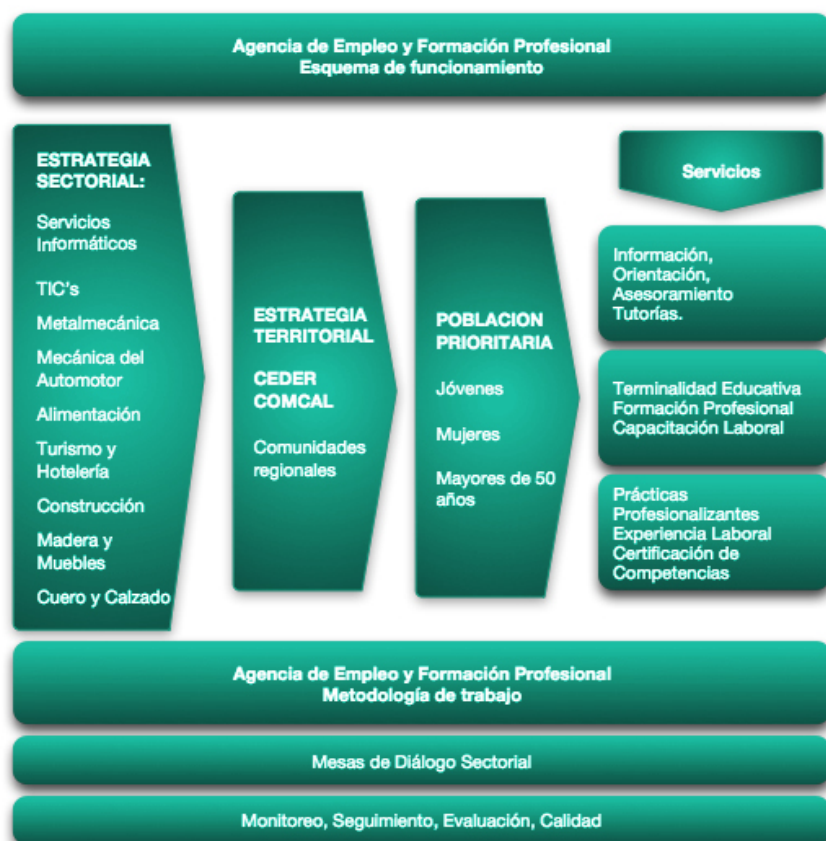 Agencia de Empleo y Formación Profesional
Esquema de funcionamiento
ESTRATEGIA
SECTORIAL:
Servicios
Informáticos
TIC's
Metalmecánica
Mecánica del
Automotor
Alimentación
Turismo y
Hotelería
Construcción
Madera y
Muebles
Cuero y Calzado
ESTRATEGIA
TERRITORIAL
CEDER
COMCAL
Comunidades
regionales
POBLACION
PRIORITARIA
Jóvenes
Mujeres
Mayores de 50
años
Servicios
Información,
Orientación,
Asesoramiento
Tutorías.
Terminalidad Educativa
Formación Profesional
Capacitación Laboral
Prácticas
Profesionalizantes
Experiencia Laboral
Certificación de
Competencias
Agencia de Empleo y Formación Profesional
Metodología de trabajo
Mesas de Diálogo Sectorial
Monitoreo, Seguimiento, Evaluación, Calidad